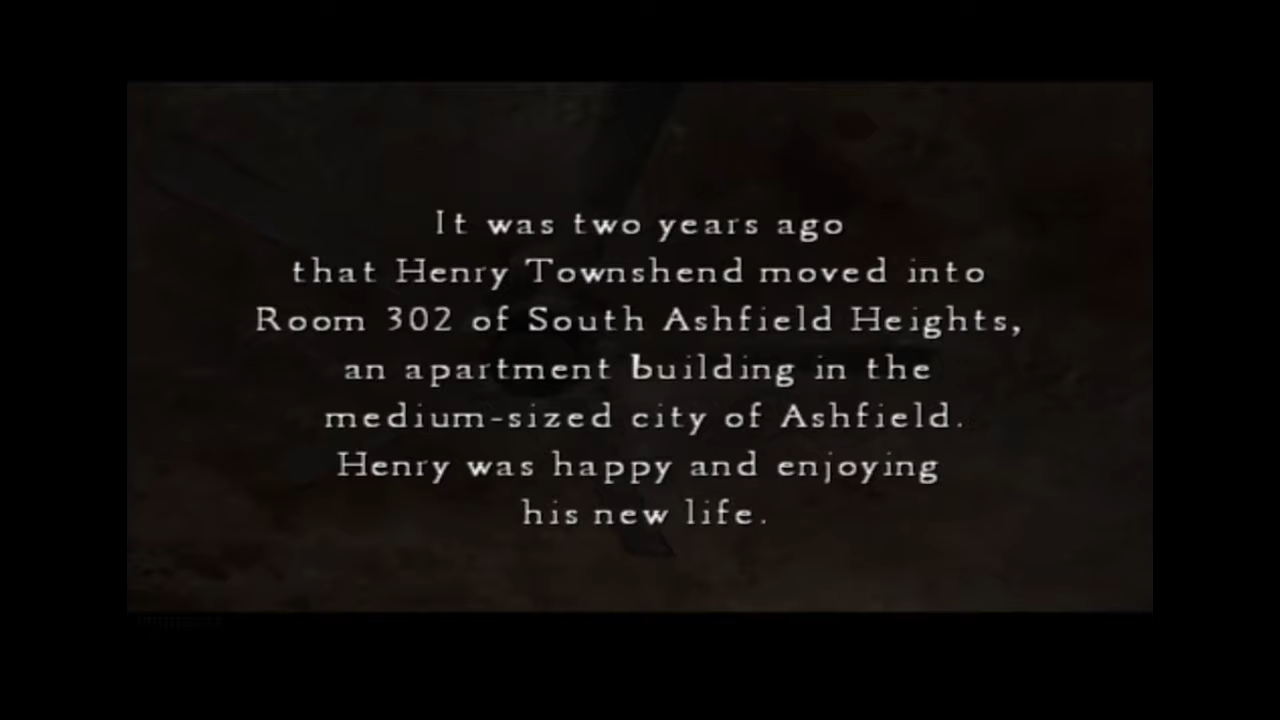 It was two years ago
that Henry Townshend moved into
Room 302 of South Ashfield Heights,
an apartment building in the
medium-sized city of Ashfield.
Henry was happy and enjoying
his new life.